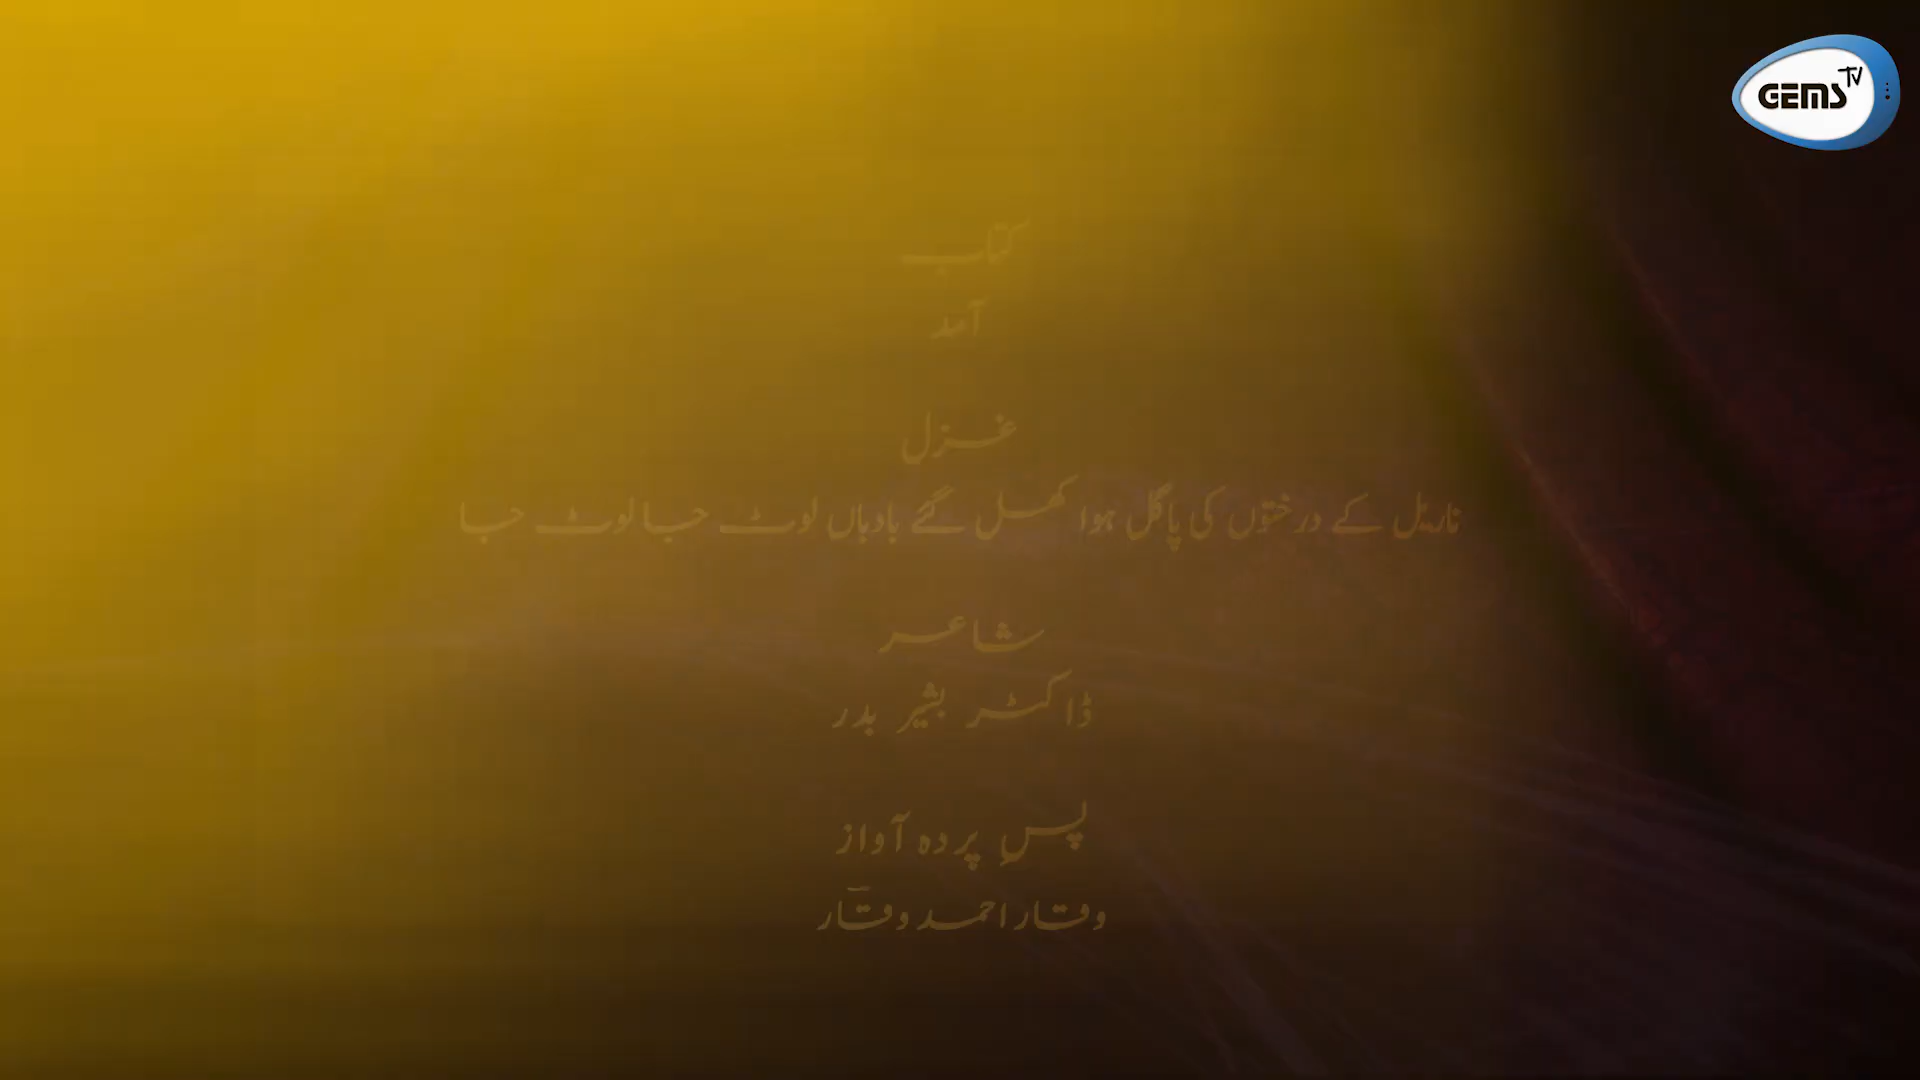 GEMS TV
کتاب
آمد
غزل
ناریل کے درختوں کی پاگل ہوا کھل گئے بادباں لوٹ جا لوٹ جا
شاعر
ڈاکٹر بشیر بدر
پسِ پردہ آواز
وقار احمد وقارؔ